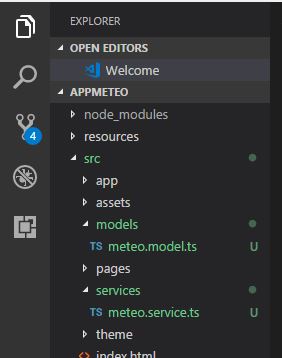 EXPLORER
OPEN EDITORS
Welcome
APPMETEO
node_modules
resources
src
app
assets
models
TS meteo.model.ts U
pages
services
TS meteo.service.ts U
theme
<> index.html
4